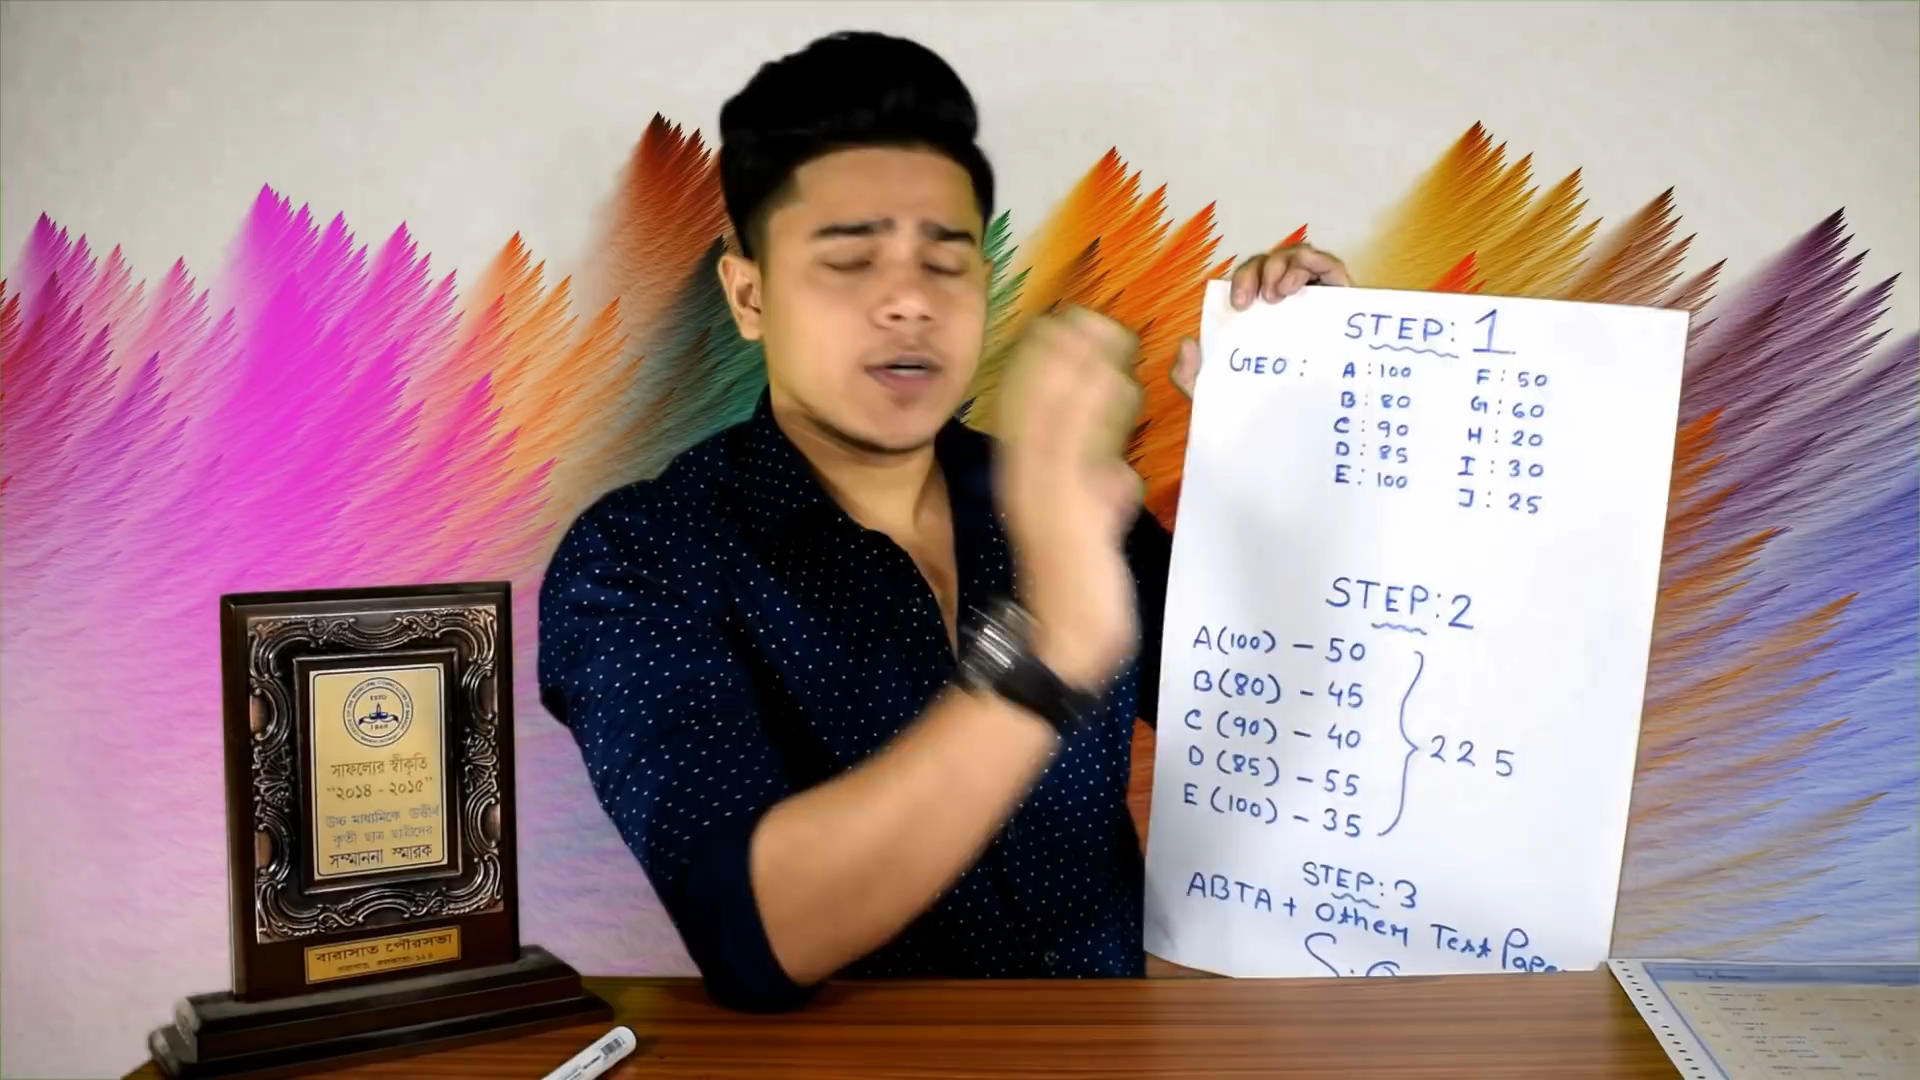 STEP: 1
GEO : A : 100 F : 50
B : 80 G : 60
C : 90 H : 20
D : 85 I : 30
E : 100 J : 25
STEP: 2
A (100) - 50
B (80) - 45
C (90) - 40
D (85) - 55
E (100) - 35
225
STEP: 3
ABTA + Other Test Pape
সাফল্যের স্বীকৃতি
"২০১৪ - ২০১৫"
উচ্চ মাধ্যমিকে উত্তীর্ণ
কৃতী ছাত্র ছাত্রীদের
সম্মাননা স্মারক
বারাসাত পৌরসভা